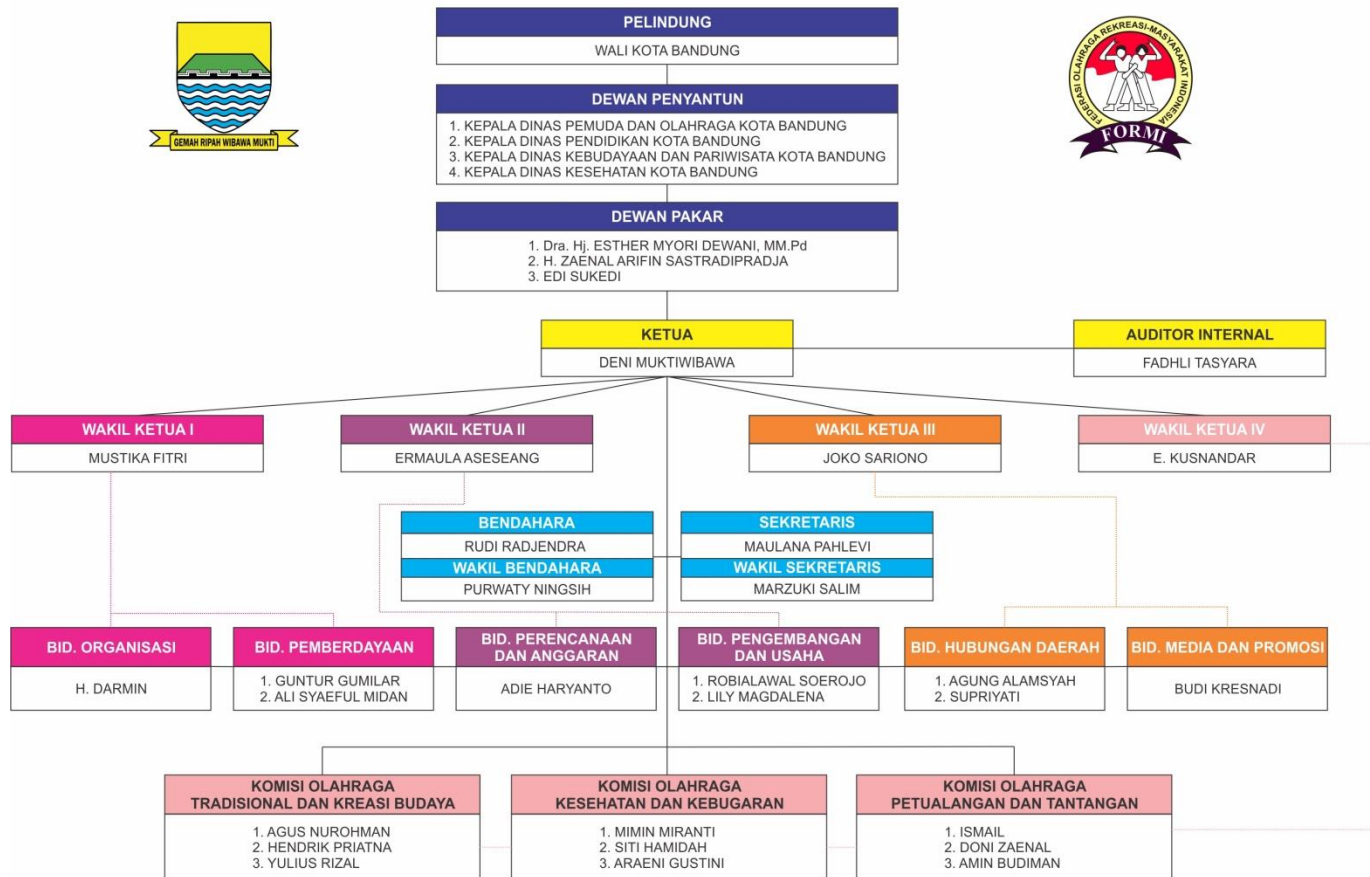 PELINDUNG
WALI KOTA BANDUNG
GEMAH RIPAH WIBAWA MUKTI
FEDERASI OLAHRAGA REKREASI-MASYARAKAT INDONESIA
FORMI
DEWAN PENYANTUN
1. KEPALA DINAS PEMUDA DAN OLAHRAGA KOTA BANDUNG
2. KEPALA DINAS PENDIDIKAN KOTA BANDUNG
3. KEPALA DINAS KEBUDAYAAN DAN PARIWISATA KOTA BANDUNG
4. KEPALA DINAS KESEHATAN KOTA BANDUNG
DEWAN PAKAR
1. Dra. Hj. ESTHER MYORI DEWANI, MM.Pd
2. H. ZAENAL ARIFIN SASTRADIPRADJA
3. EDI SUKEDI
KETUA
DENI MUKTIWIBAWA
AUDITOR INTERNAL
FADHLI TASYARA
WAKIL KETUA I
MUSTIKA FITRI
WAKIL KETUA II
ERMAULA ASESEANG
WAKIL KETUA III
JOKO SARIONO
WAKIL KETUA IV
E. KUSNANDAR
BENDAHARA
RUDI RADJENDRA
WAKIL BENDAHARA
PURWATY NINGSIH
SEKRETARIS
MAULANA PAHLEVI
WAKIL SEKRETARIS
MARZUKI SALIM
BID. ORGANISASI
H. DARMIN
BID. PEMBERDAYAAN
1. GUNTUR GUMILAR
2. ALI SYAEFUL MIDAN
BID. PERENCANAAN
DAN ANGGARAN
ADIE HARYANTO
BID. PENGEMBANGAN
DAN USAHA
1. ROBIALAWAL SOEROJO
2. LILY MAGDALENA
BID. HUBUNGAN DAERAH
1. AGUNG ALAMSYAH
2. SUPRIYATI
BID. MEDIA DAN PROMOSI
BUDI KRESNADI
KOMISI OLAHRAGA
TRADISIONAL DAN KREASI BUDAYA
1. AGUS NUROHMAN
2. HENDRIK PRIATNA
3. YULIUS RIZAL
KOMISI OLAHRAGA
KESEHATAN DAN KEBUGARAN
1. MIMIN MIRANTI
2. SITI HAMIDAH
3. ARAENI GUSTINI
KOMISI OLAHRAGA
PETUALANGAN DAN TANTANGAN
1. ISMAIL
2. DONI ZAENAL
3. AMIN BUDIMAN